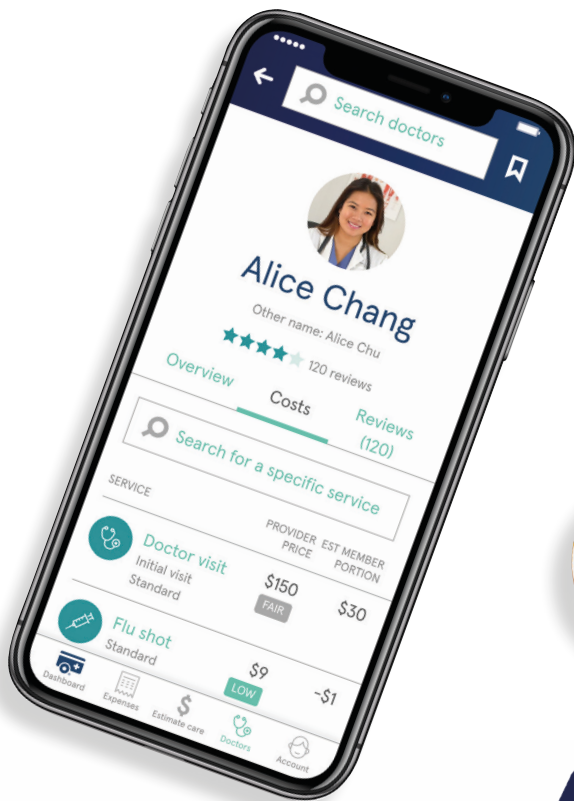 Search doctors
Alice Chang
Other name: Alice Chu
120 reviews
Overview
Costs
Reviews
(120)
Search for a specific service
SERVICE
PROVIDER
PRICE
EST MEMBER
PORTION
Doctor visit
Initial visit
Standard
$150
FAIR
$30
Flu shot
Standard
$9
LOW
-$1
Dashboard
Expenses
Estimate care
Doctors
Account